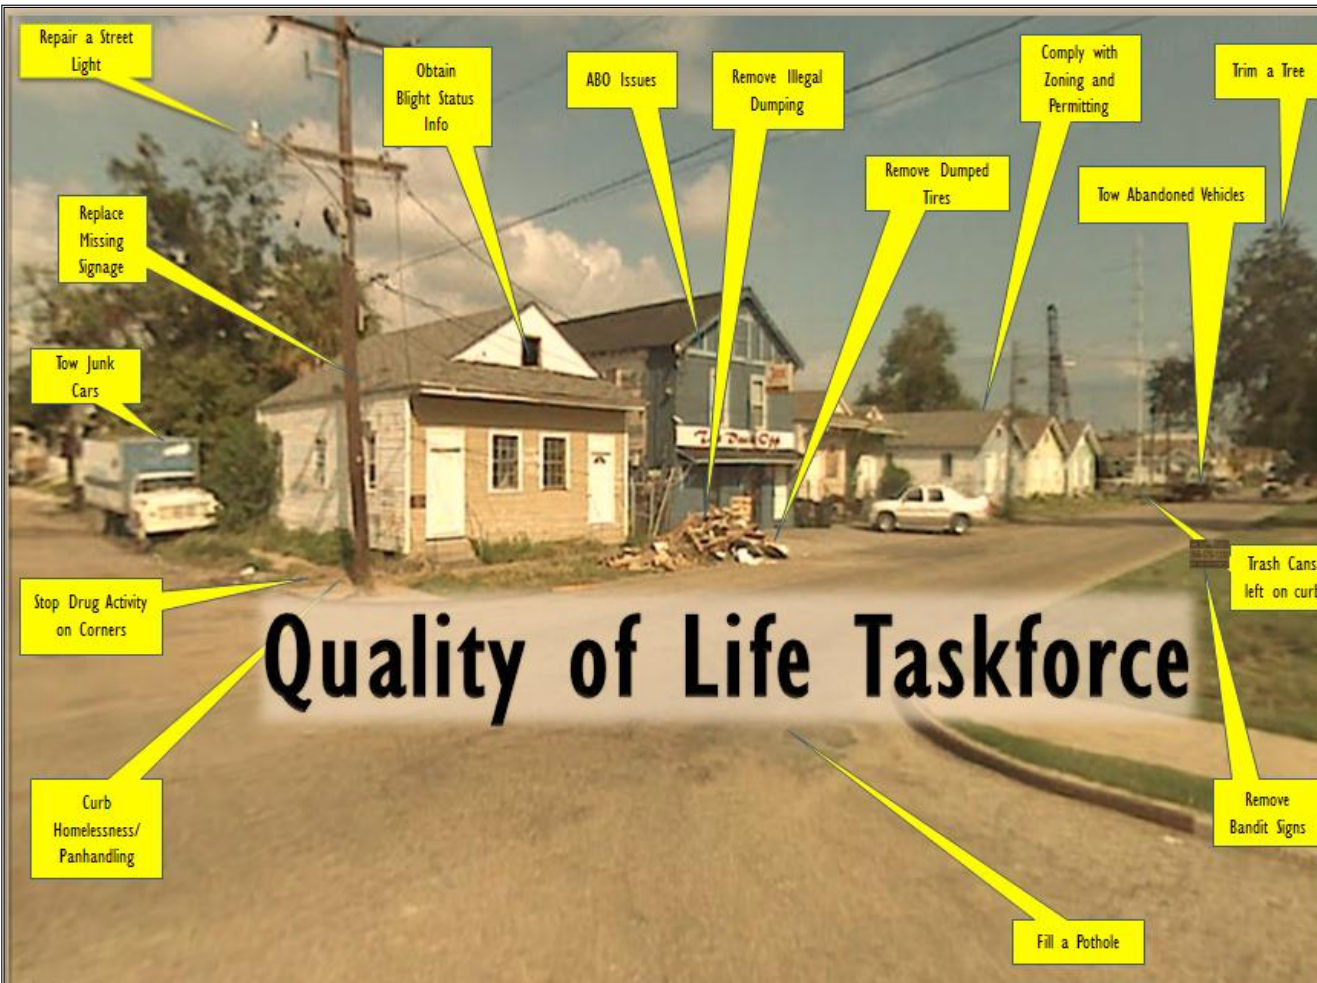 Repair a Street
Light
Obtain
Blight Status
Info
ABO Issues
Remove Illegal
Dumping
Comply with
Zoning and
Permitting
Trim a Tree
Remove Dumped
Tires
Tow Abandoned Vehicles
Replace
Missing
Signage
Tow Junk
Cars
Stop Drug Activity
on Corners
Trash Cans
left on curb
Quality of Life Taskforce
Curb
Homelessness/
Panhandling
Remove
Bandit Signs
Fill a Pothole